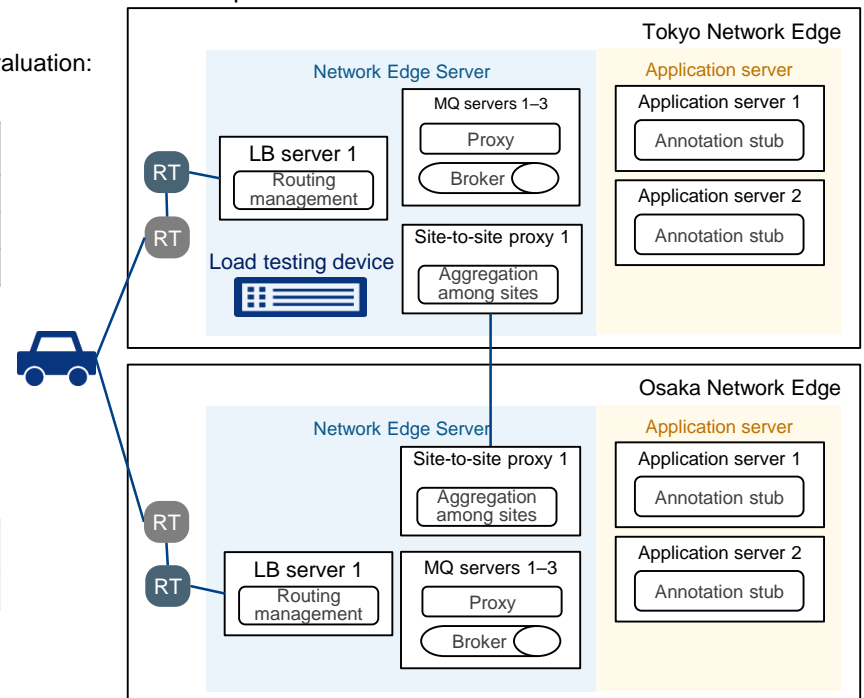 aluation:
Tokyo Network Edge
Network Edge Server
Application server
MQ servers 1–3
Proxy
Broker
LB server 1
Routing
management
Application server 1
Annotation stub
Application server 2
Annotation stub
RT
RT
Site-to-site proxy 1
Aggregation
among sites
Load testing device
Osaka Network Edge
Network Edge Server
Application server
Site-to-site proxy 1
Aggregation
among sites
Application server 1
Annotation stub
RT
RT
LB server 1
Routing
management
MQ servers 1–3
Proxy
Broker
Application server 2
Annotation stub